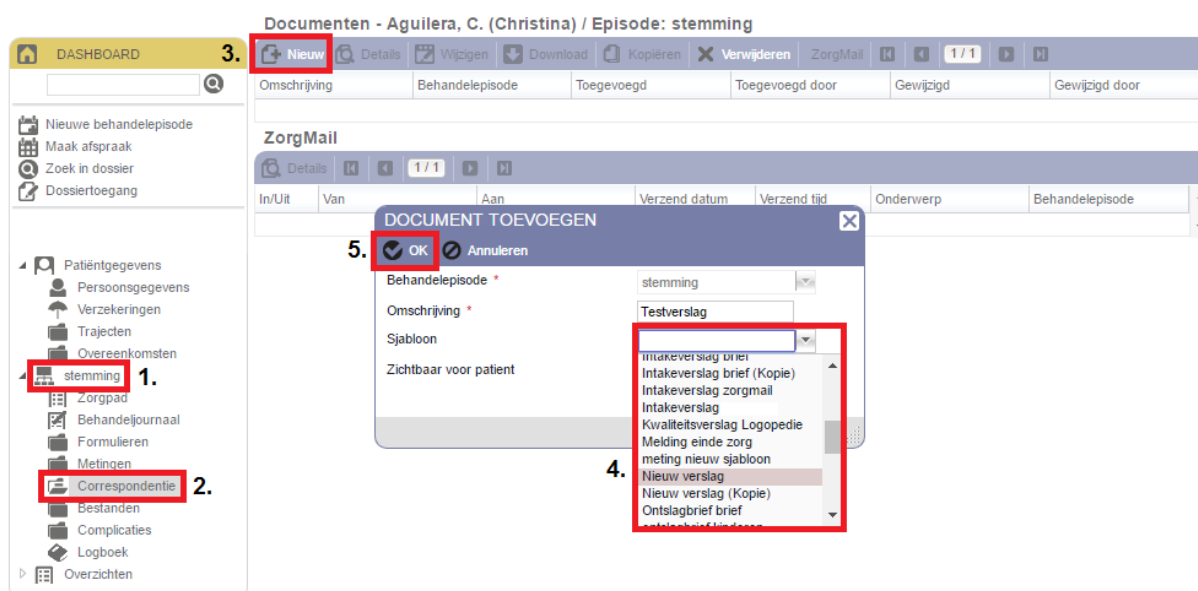 Documenten - Aguilera, C. (Christina) / Episode: stemming
DASHBOARD
3.
Nieuw Details Wijzigen Download Kopiëren Verwijderen ZorgMail 1 / 1
Omschrijving Behandelepisode Toegevoegd Toegevoegd door Gewijzigd Gewijzigd door
Nieuwe behandelepisode
Maak afspraak
Zoek in dossier
Dossiertoegang
ZorgMail
Details 1 / 1
In/Uit Van Aan Verzend datum Verzend tijd Onderwerp Behandelepisode
Patiëntgegevens
Persoonsgegevens
Verzekeringen
Trajecten
Overeenkomsten
stemming 1.
Zorgpad
Behandeljournaal
Formulieren
Metingen
Correspondentie 2.
Bestanden
Complicaties
Logboek
Overzichten
DOCUMENT TOEVOEGEN
5. OK Annuleren
Behandelepisode * stemming
Omschrijving * Testverslag
Sjabloon
Zichtbaar voor patient
4.
Intakeverslag brief
Intakeverslag brief (Kopie)
Intakeverslag zorgmail
Intakeverslag
Kwaliteitsverslag Logopedie
Melding einde zorg
meting nieuw sjabloon
Nieuw verslag
Nieuw verslag (Kopie)
Ontslagbrief brief
ontslagbrief kinderen